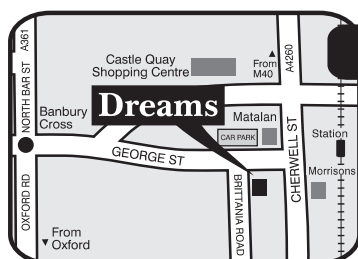 A361
NORTH BAR ST
Castle Quay
Shopping Centre
From
M40
A4260
Banbury
Cross
Dreams
Matalan
CAR PARK
GEORGE ST
CHERWELL ST
Station
Morrisons
BRITTANIA ROAD
OXFORD RD
From
Oxford